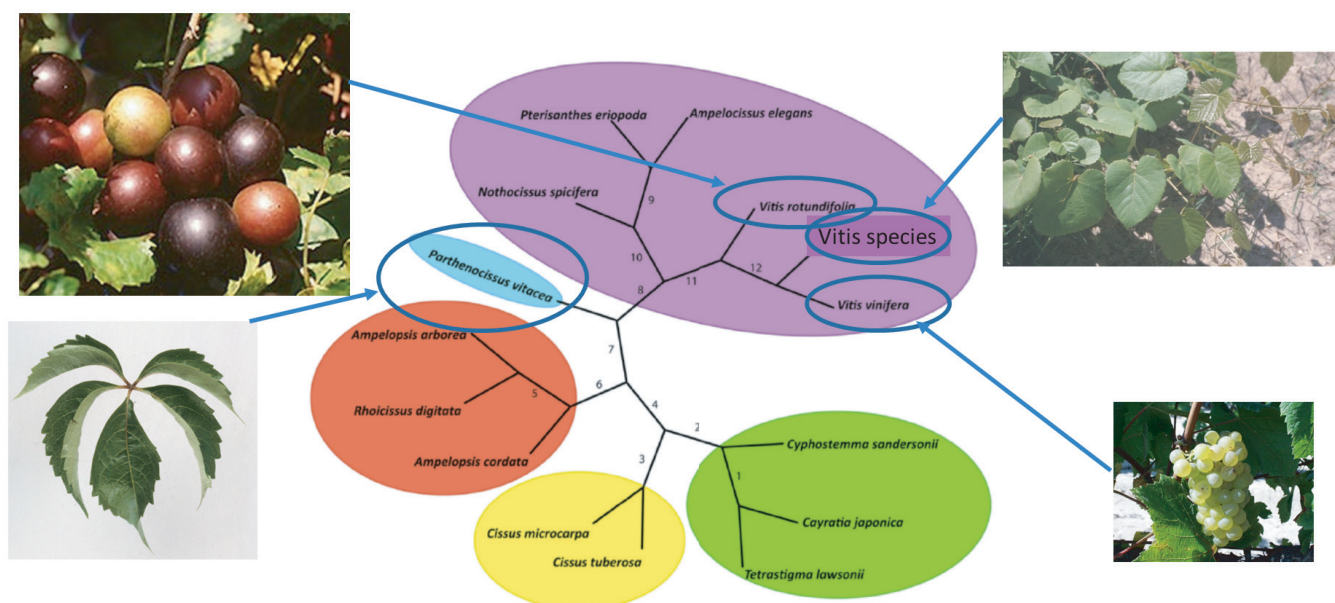 Pterisanthes eriopoda
Ampelocissus elegans
Nothocissus spicifera
9
Vitis rotundifolia
Vitis species
10
12
11
8
Parthenocissus vitacea
Vitis vinifera
Ampelopsis arborea
7
Rhoicissus digitata
5
6
4
Ampelopsis cordata
2
3
Cyphostemma sandersonii
1
Cissus microcarpa
Cayratia japonica
Cissus tuberosa
Tetrastigma lawsonii